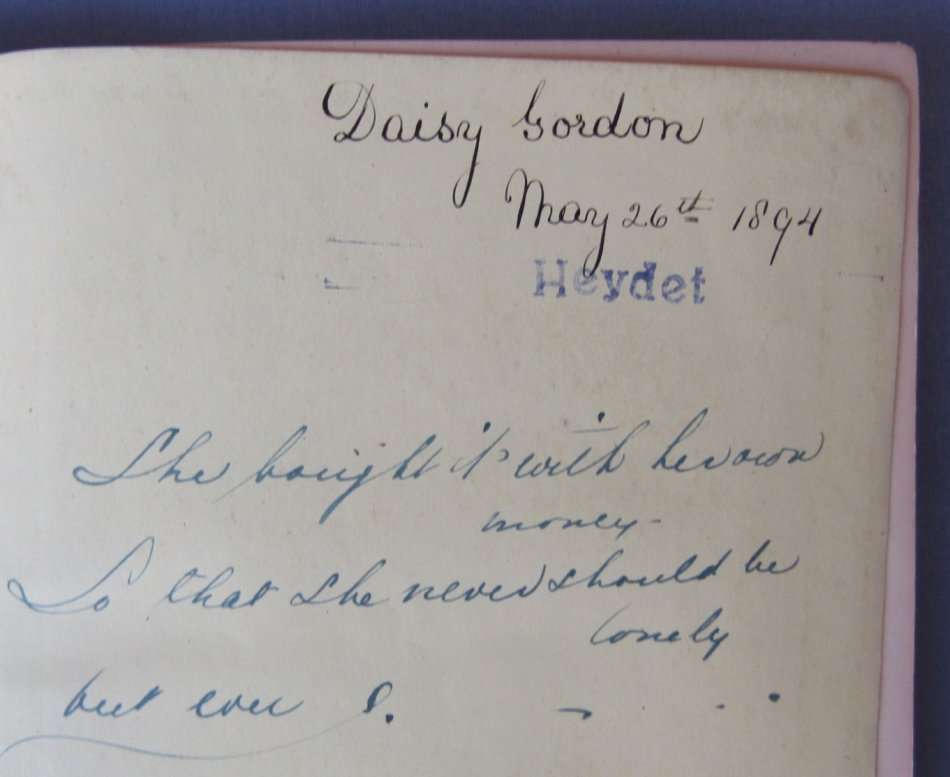 Daisy Gordon
May 26th 1894
Heydet
She bought it with her own
money -
So that she never should be
lonely
but ever